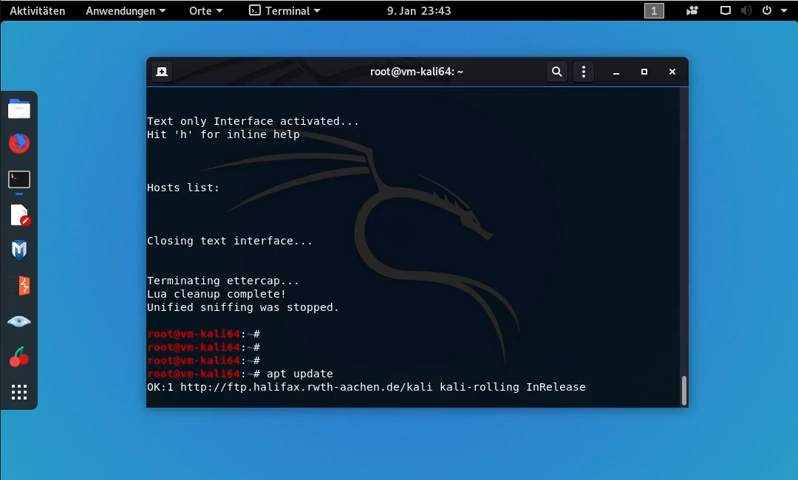 Aktivitäten Anwendungen Orte Terminal 9. Jan 23:43 1
root@vm-kali64: ~
Text only Interface activated...
Hit 'h' for inline help
Hosts list:
Closing text interface...
Terminating ettercap...
Lua cleanup complete!
Unified sniffing was stopped.
root@vm-kali64:~#
root@vm-kali64:~#
root@vm-kali64:~#
root@vm-kali64:~# apt update
OK:1 http://ftp.halifax.rwth-aachen.de/kali kali-rolling InRelease